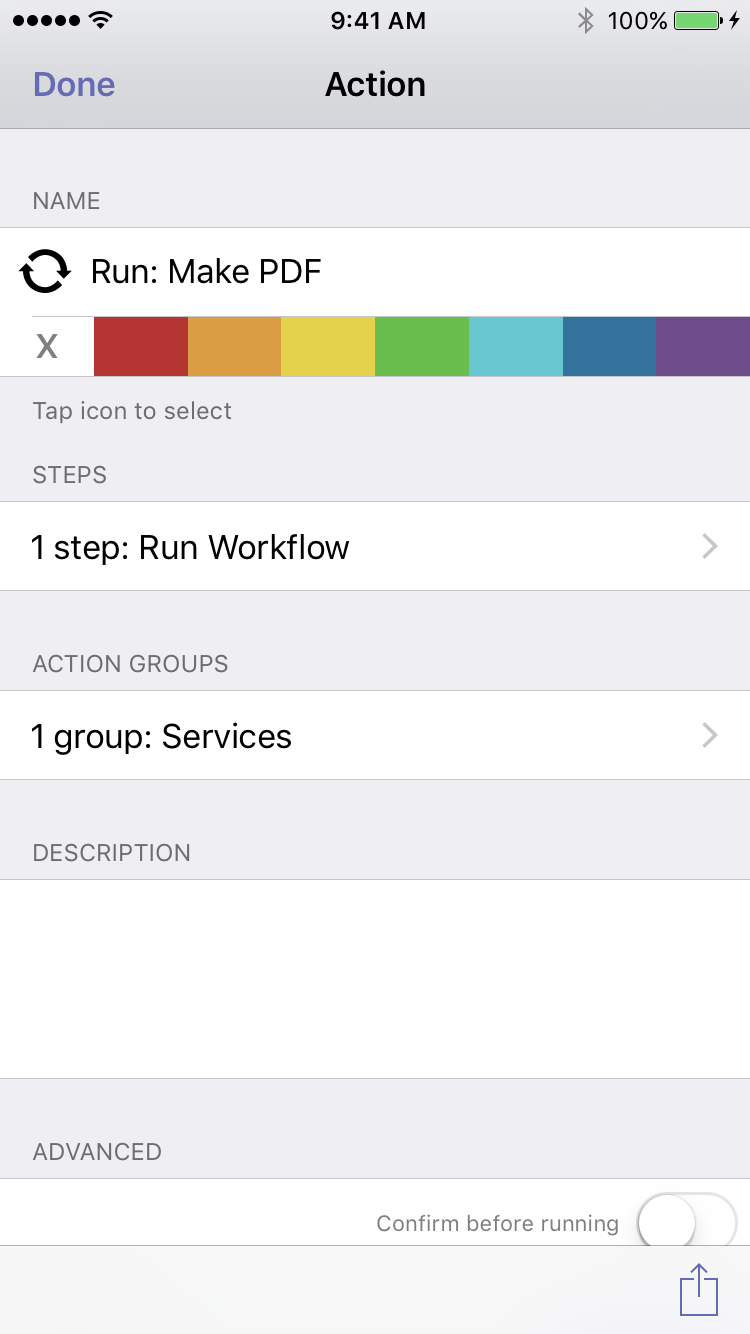 9:41 AM
100%
Done
Action
NAME
Run: Make PDF
X
Tap icon to select
STEPS
1 step: Run Workflow
ACTION GROUPS
1 group: Services
DESCRIPTION
ADVANCED
Confirm before running